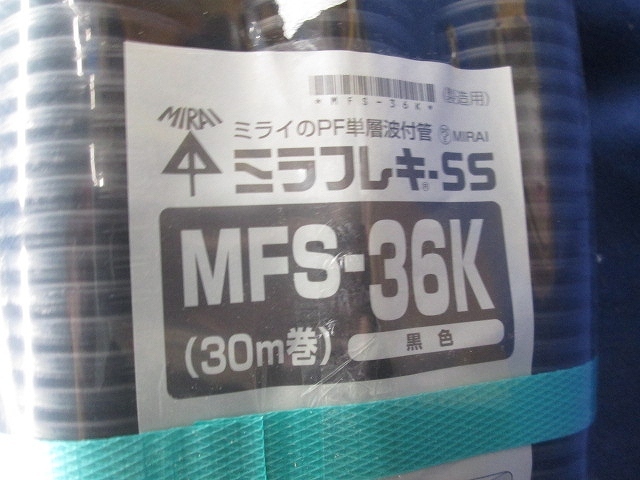 *MFS-36K*
(製造用)
MIRAI
ミライのPF単層波付管 MIRAI
ミラフレキ®SS
MFS-36K
(30m巻) 黒色